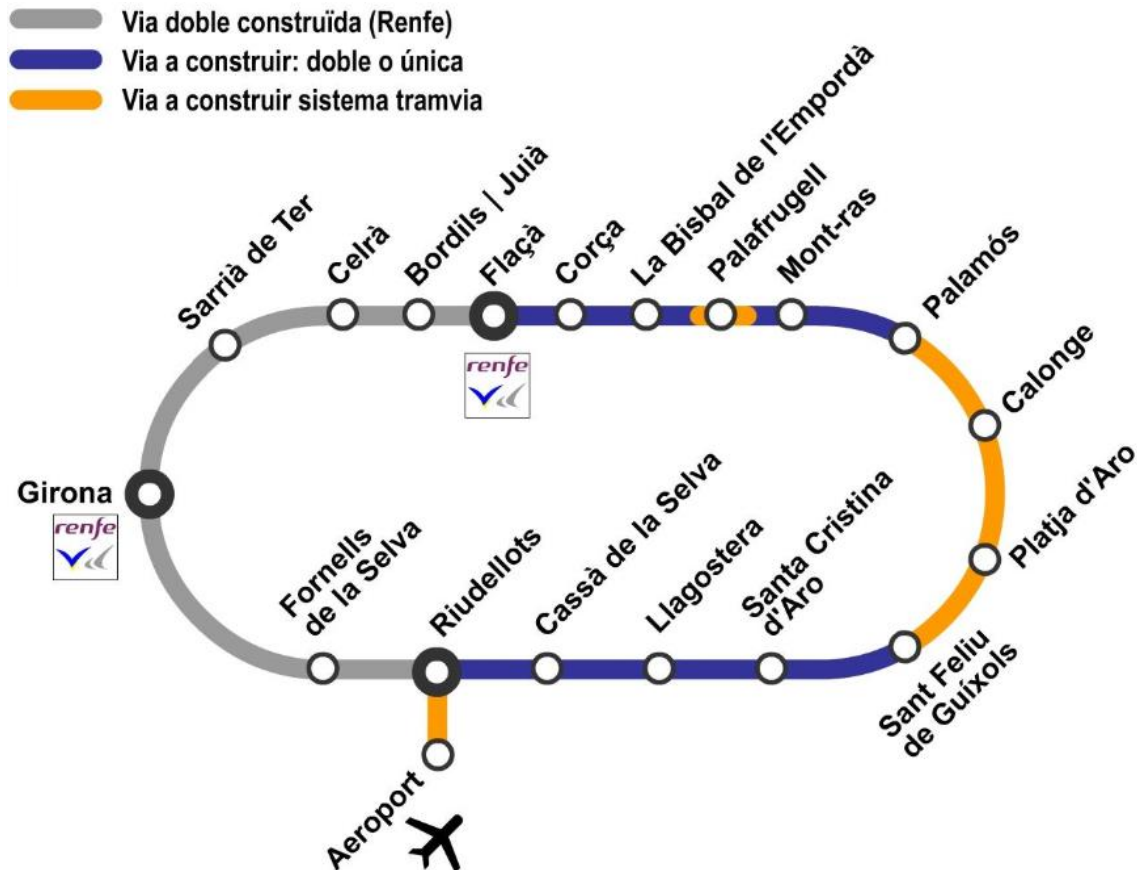 Via doble construïda (Renfe)
Via a construir: doble o única
Via a construir sistema tramvia
Sarrià de Ter
Celrà
Bordils | Juià
Flaçà
Corça
La Bisbal de l'Empordà
Palafrugell
Mont-ras
Palamós
renfe
Calonge
Girona
renfe
Platja d'Aro
Fornells
de la Selva
Riudellots
Cassà de la Selva
Llagostera
Santa Cristina
d'Aro
Sant Feliu
de Guíxols
Aeroport